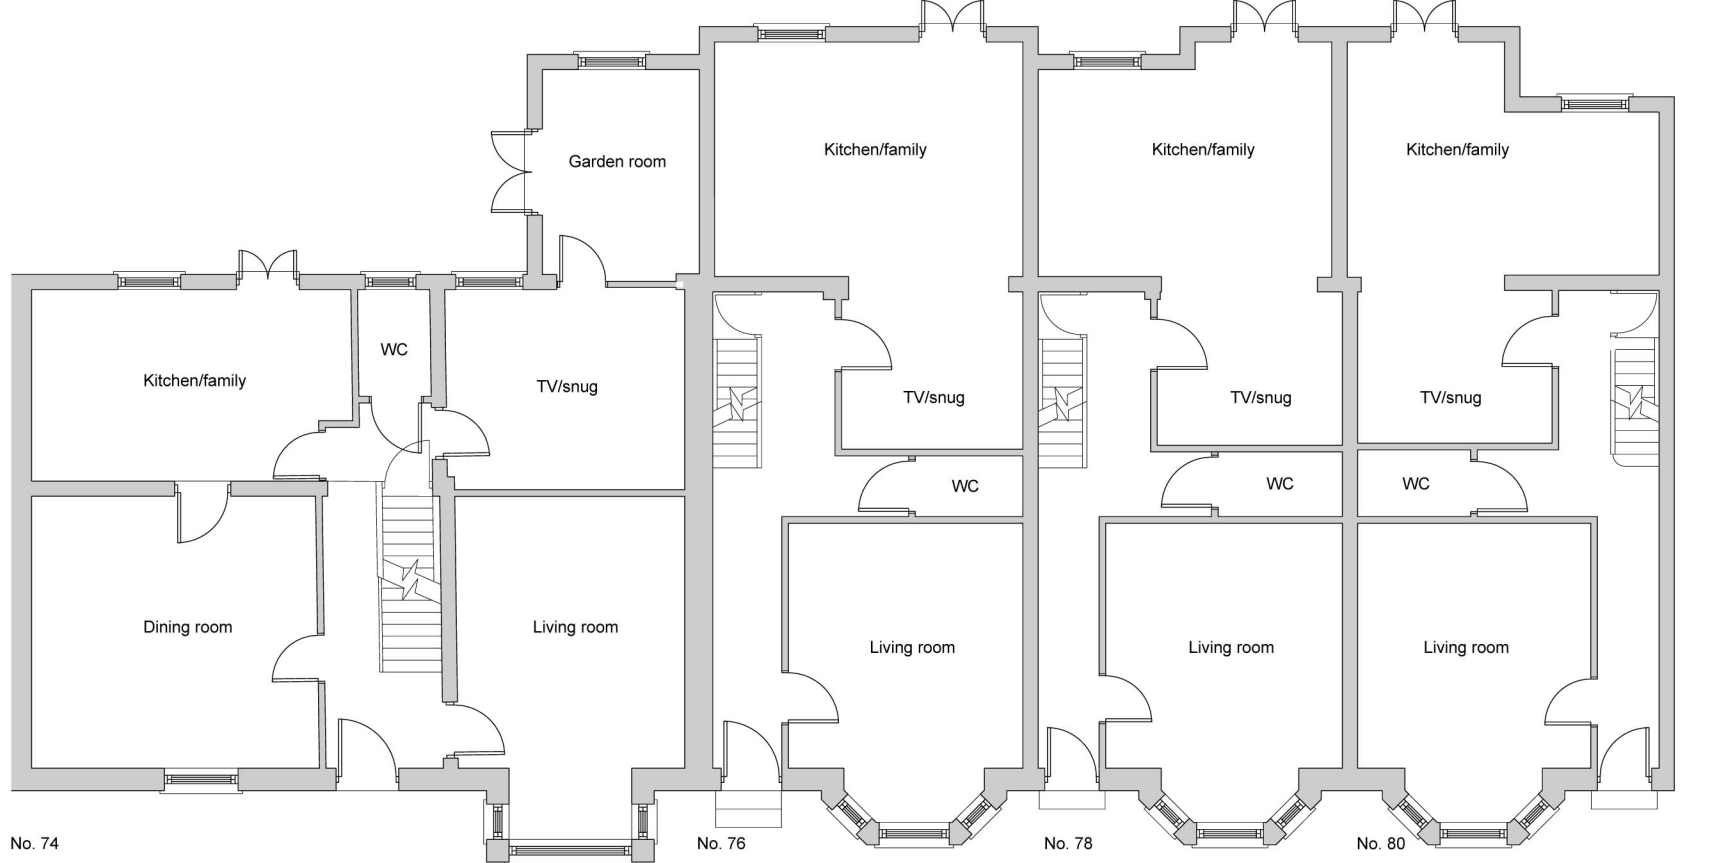 Kitchen/family
Kitchen/family
Kitchen/family
Garden room
WC
Kitchen/family
TV/snug
TV/snug
TV/snug
TV/snug
WC
WC
WC
Dining room
Living room
Living room
Living room
Living room
No. 74
No. 76
No. 78
No. 80